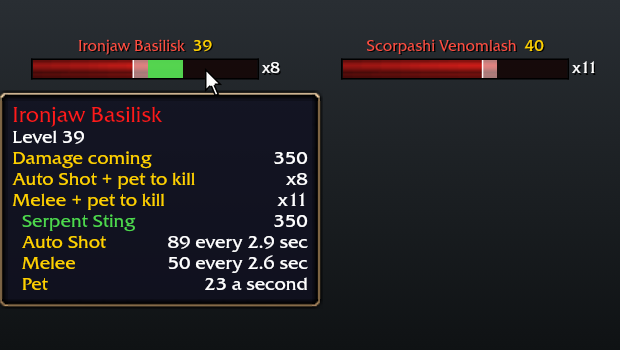 Ironjaw Basilisk 39
x8
Scorpashi Venomlash 40
x11
Ironjaw Basilisk
Level 39
Damage coming 350
Auto Shot + pet to kill x8
Melee + pet to kill x11
Serpent Sting 350
Auto Shot 89 every 2.9 sec
Melee 50 every 2.6 sec
Pet 23 a second